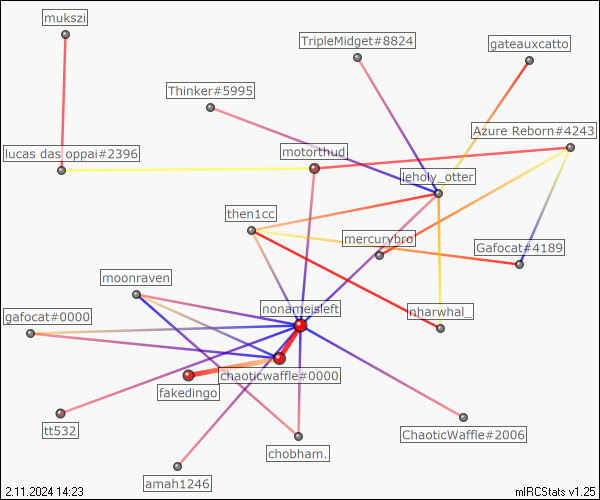 mukszi
TripleMidget#8824
gateauxcatto
Thinker#5995
Azure Reborn#4243
lucas das oppai#2396
motorthud
leholy_otter
then1cc
mercurybro
Gafocat#4189
moonraven
nonameisleft
nharwhal_
gafocat#0000
chaoticwaffle#0000
fakedingo
tt532
ChaoticWaffle#2006
chobham.
amah1246
2.11.2024 14:23
mIRCStats v1.25